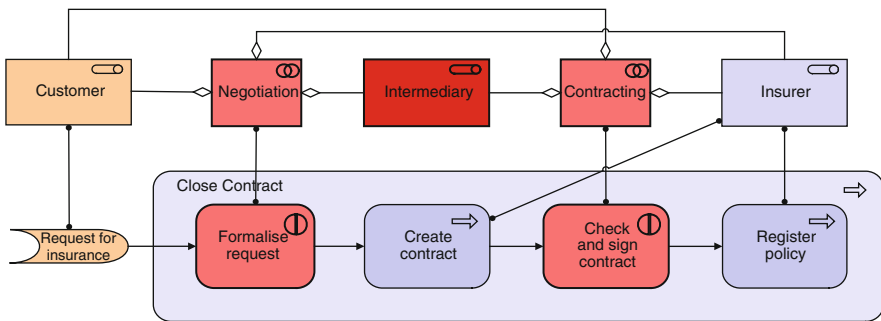 Customer
Negotiation
Intermediary
Contracting
Insurer
Close Contract
Request for
insurance
Formalise
request
Create
contract
Check
and sign
contract
Register
policy